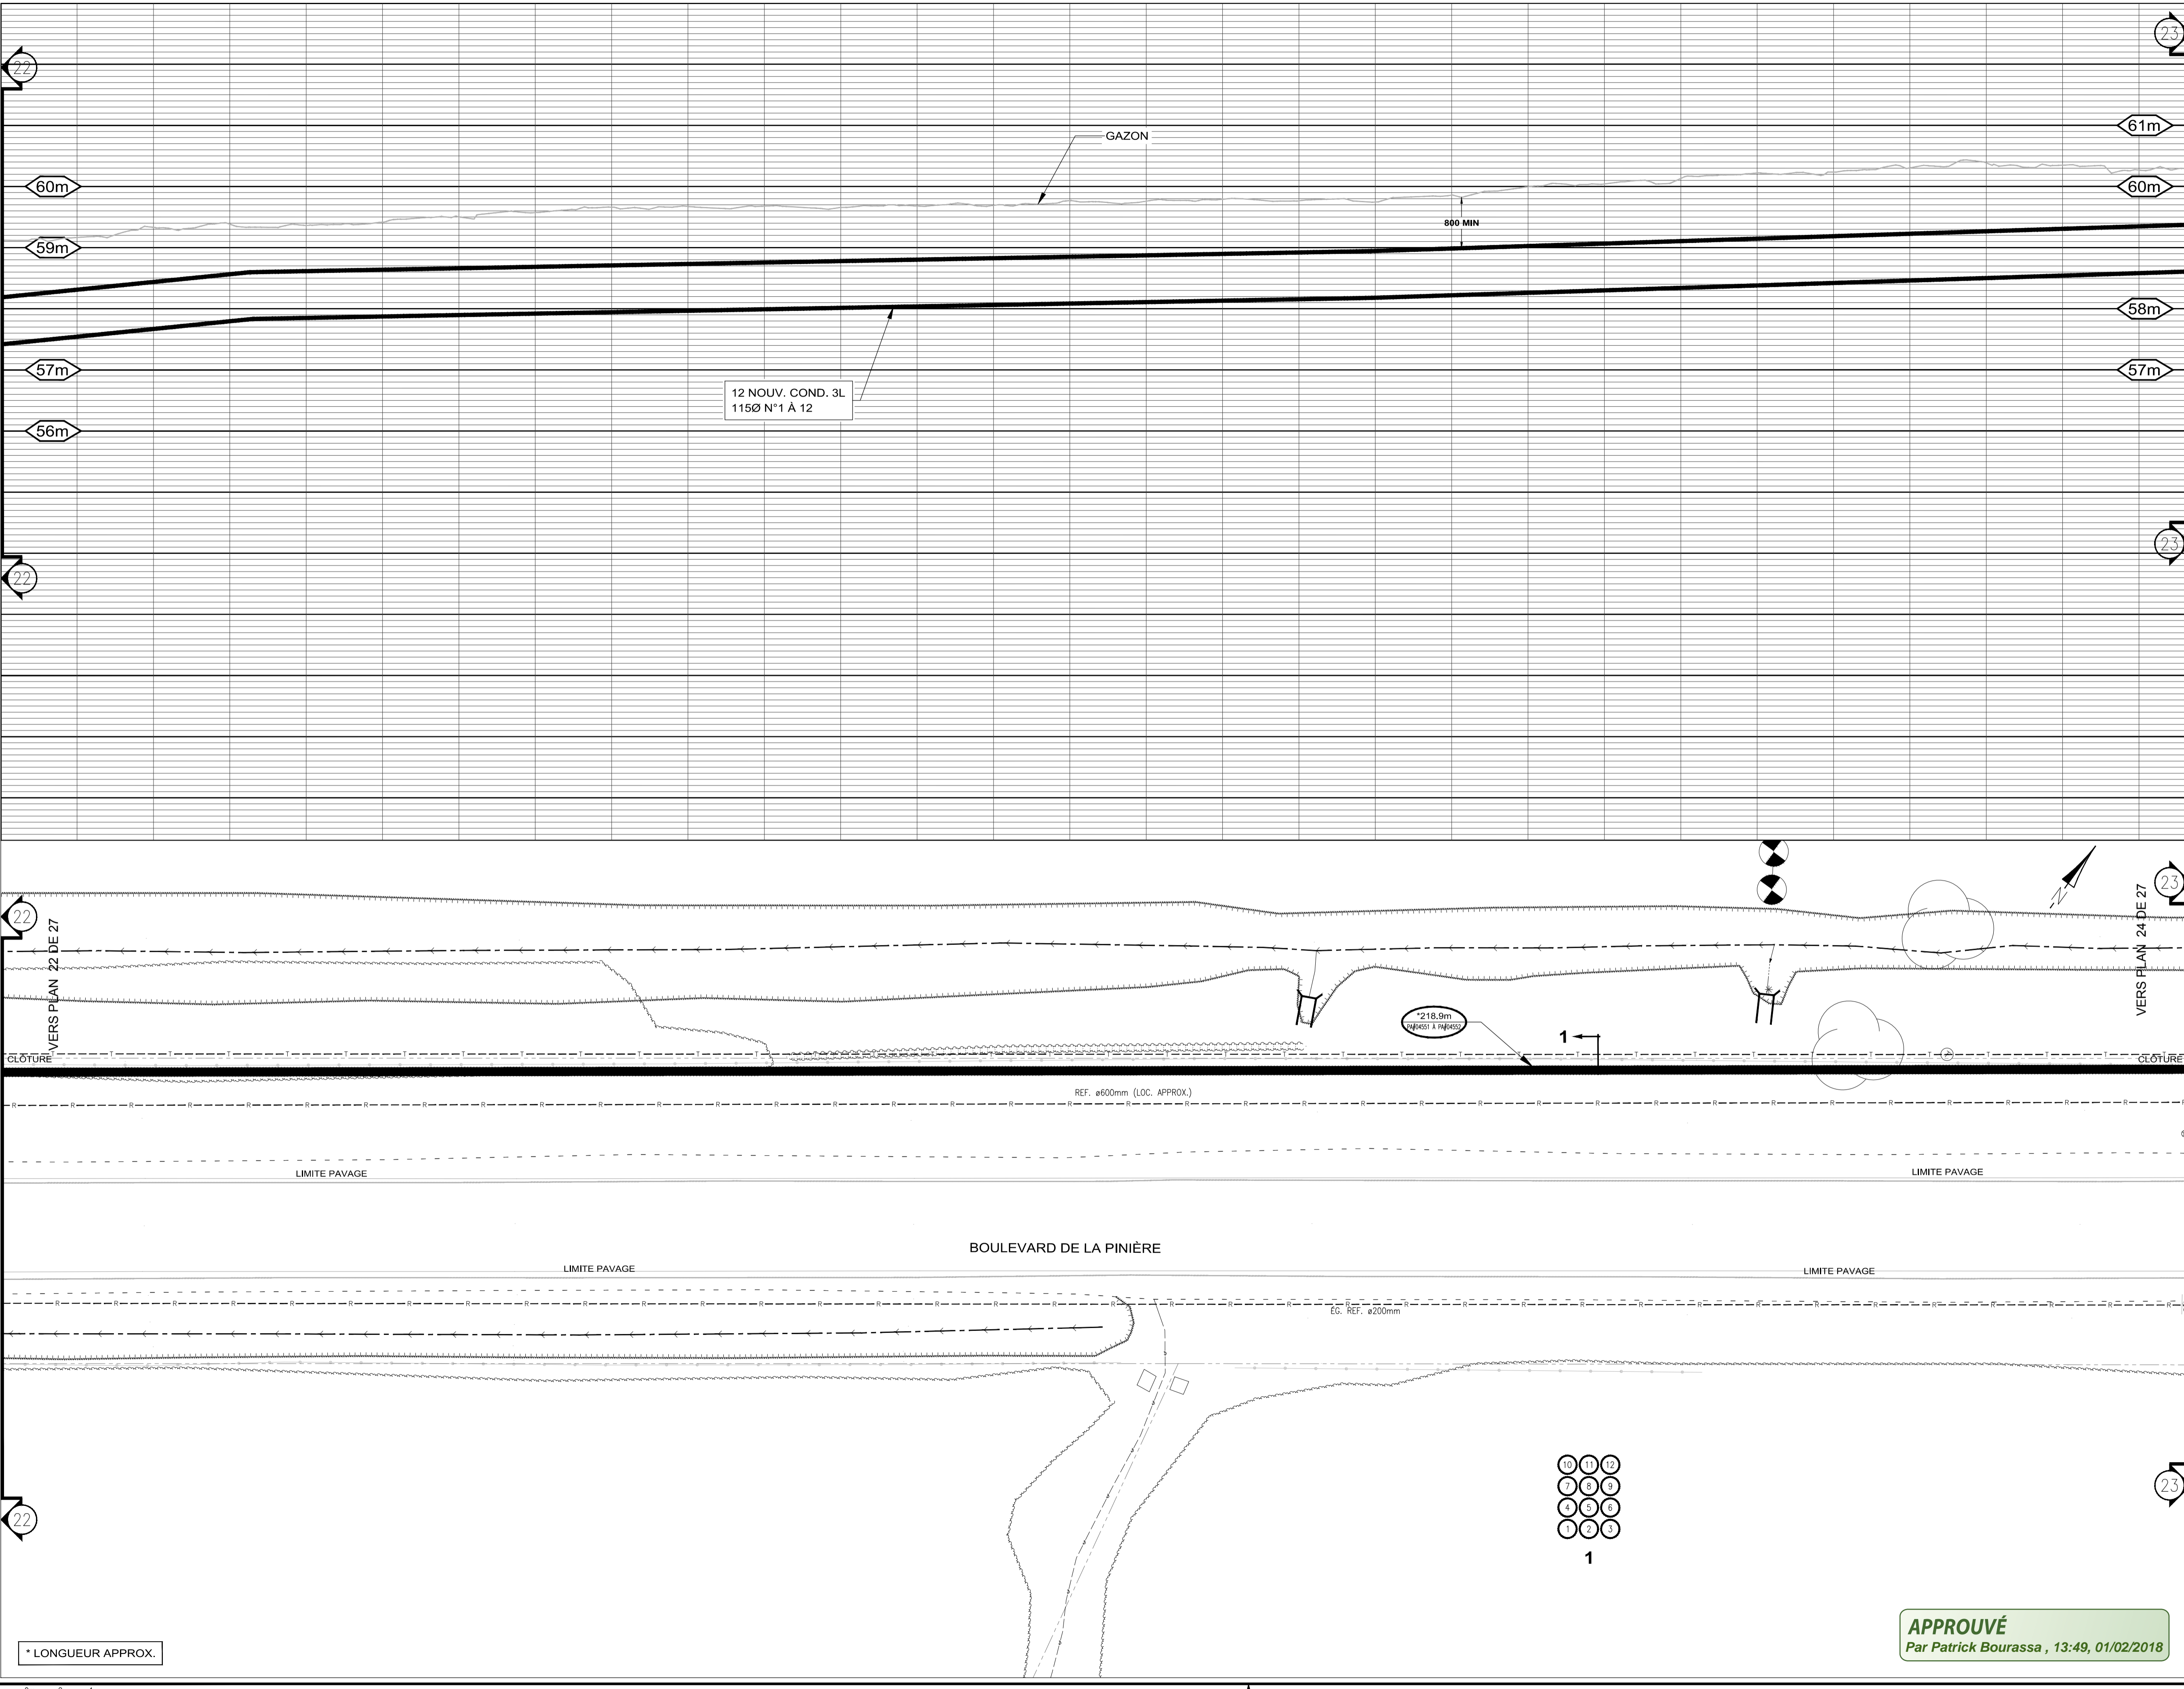 22
23
61m
GAZON
60m
60m
800 MIN
59m
58m
57m
57m
12 NOUV. COND. 3L
115Ø N°1 À 12
56m
23
22
22
23
VERS PLAN 22 DE 27
VERS PLAN 24 DE 27
N
*218.9m
1
CLÔTURE
CLÔTURE
REF. ø600mm (LOC. APPROX.)
LIMITE PAVAGE
LIMITE PAVAGE
BOULEVARD DE LA PINIÈRE
LIMITE PAVAGE
LIMITE PAVAGE
ÉG. REF. ø200mm
10 11 12
7 8 9
4 5 6
1 2 3
1
23
22
* LONGUEUR APPROX.
APPROUVÉ
Par Patrick Bourassa , 13:49, 01/02/2018